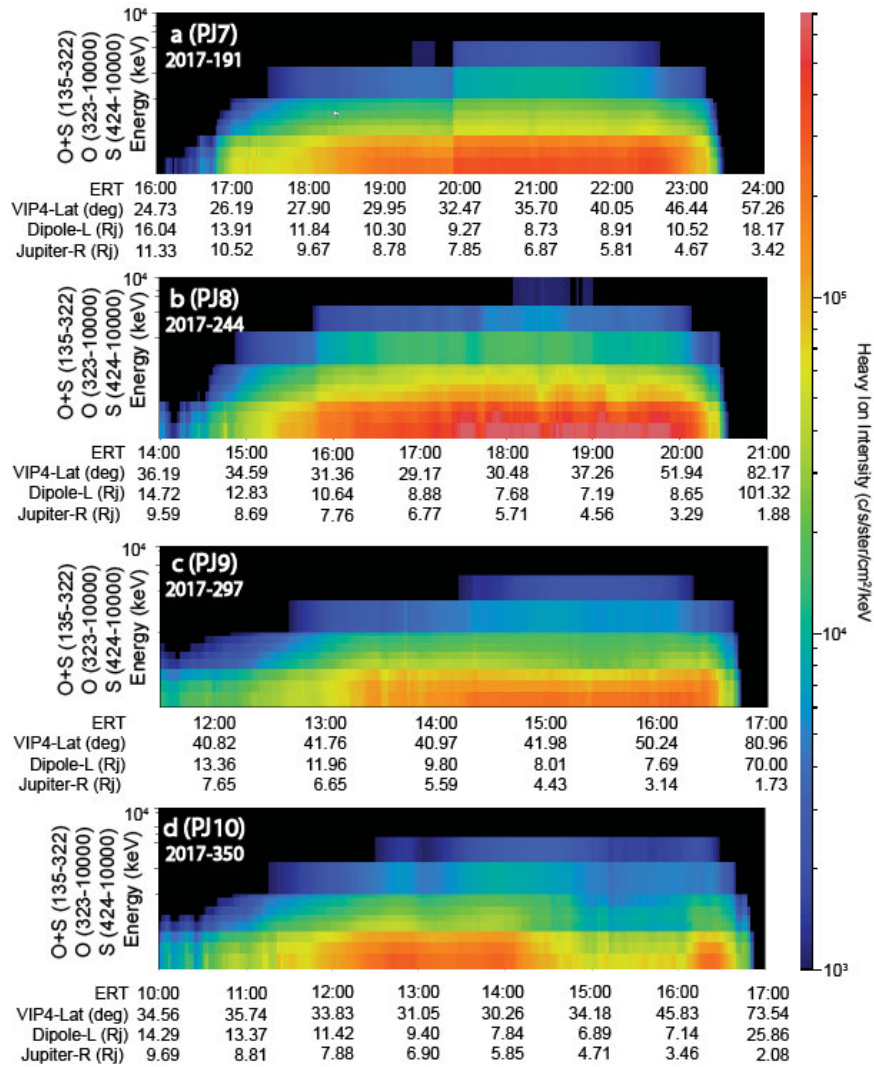 a (PJ7)
2017-191
10⁴
O+S (135-322)
O (323-10000)
S (424-10000)
Energy (keV)
ERT 16:00 17:00 18:00 19:00 20:00 21:00 22:00 23:00 24:00
VIP4-Lat (deg) 24.73 26.19 27.90 29.95 32.47 35.70 40.05 46.44 57.26
Dipole-L (Rj) 16.04 13.91 11.84 10.30 9.27 8.73 8.91 10.52 18.17
Jupiter-R (Rj) 11.33 10.52 9.67 8.78 7.85 6.87 5.81 4.67 3.42
b (PJ8)
2017-244
10⁴
O+S (135-322)
O (323-10000)
S (424-10000)
Energy (keV)
ERT 14:00 15:00 16:00 17:00 18:00 19:00 20:00 21:00
VIP4-Lat (deg) 36.19 34.59 31.36 29.17 30.48 37.26 51.94 82.17
Dipole-L (Rj) 14.72 12.83 10.64 8.88 7.68 7.19 8.65 101.32
Jupiter-R (Rj) 9.59 8.69 7.76 6.77 5.71 4.56 3.29 1.88
c (PJ9)
2017-297
10⁴
O+S (135-322)
O (323-10000)
S (424-10000)
Energy (keV)
ERT 12:00 13:00 14:00 15:00 16:00 17:00
VIP4-Lat (deg) 40.82 41.76 40.97 41.98 50.24 80.96
Dipole-L (Rj) 13.36 11.96 9.80 8.01 7.69 70.00
Jupiter-R (Rj) 7.65 6.65 5.59 4.43 3.14 1.73
d (PJ10)
2017-350
10⁴
O+S (135-322)
O (323-10000)
S (424-10000)
Energy (keV)
ERT 10:00 11:00 12:00 13:00 14:00 15:00 16:00 17:00
VIP4-Lat (deg) 34.56 35.74 33.83 31.05 30.26 34.18 45.83 73.54
Dipole-L (Rj) 14.29 13.37 11.42 9.40 7.84 6.89 7.14 25.86
Jupiter-R (Rj) 9.69 8.81 7.88 6.90 5.85 4.71 3.46 2.08
10⁵
10⁴
10³
Heavy Ion Intensity (c/s/ster/cm²/keV